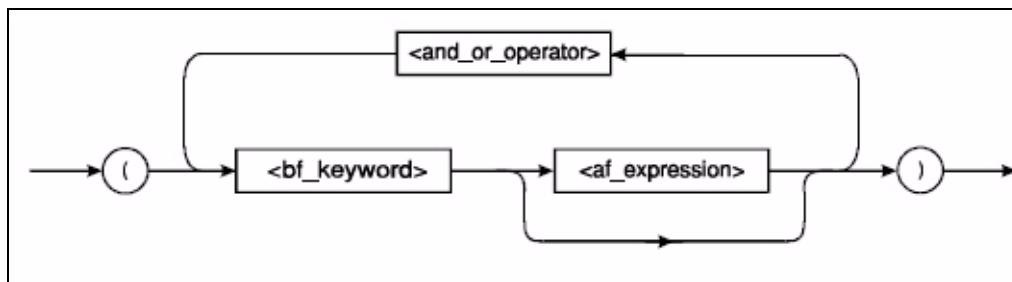 <and_or_operator>
( <bf_keyword> <af_expression> )